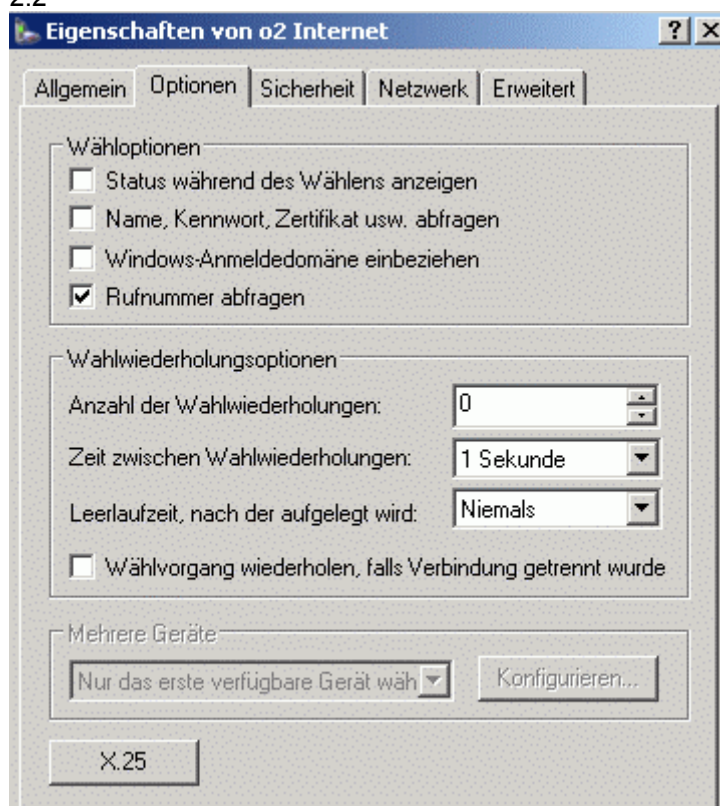 2.2
Eigenschaften von o2 Internet
Allgemein Optionen Sicherheit Netzwerk Erweitert
Wähloptionen
Status während des Wählens anzeigen
Name, Kennwort, Zertifikat usw. abfragen
Windows-Anmeldedomäne einbeziehen
Rufnummer abfragen
Wahlwiederholungsoptionen
Anzahl der Wahlwiederholungen: 0
Zeit zwischen Wahlwiederholungen: 1 Sekunde
Leerlaufzeit, nach der aufgelegt wird: Niemals
Wählvorgang wiederholen, falls Verbindung getrennt wurde
Mehrere Geräte
Nur das erste verfügbare Gerät wäh Konfigurieren...
X.25